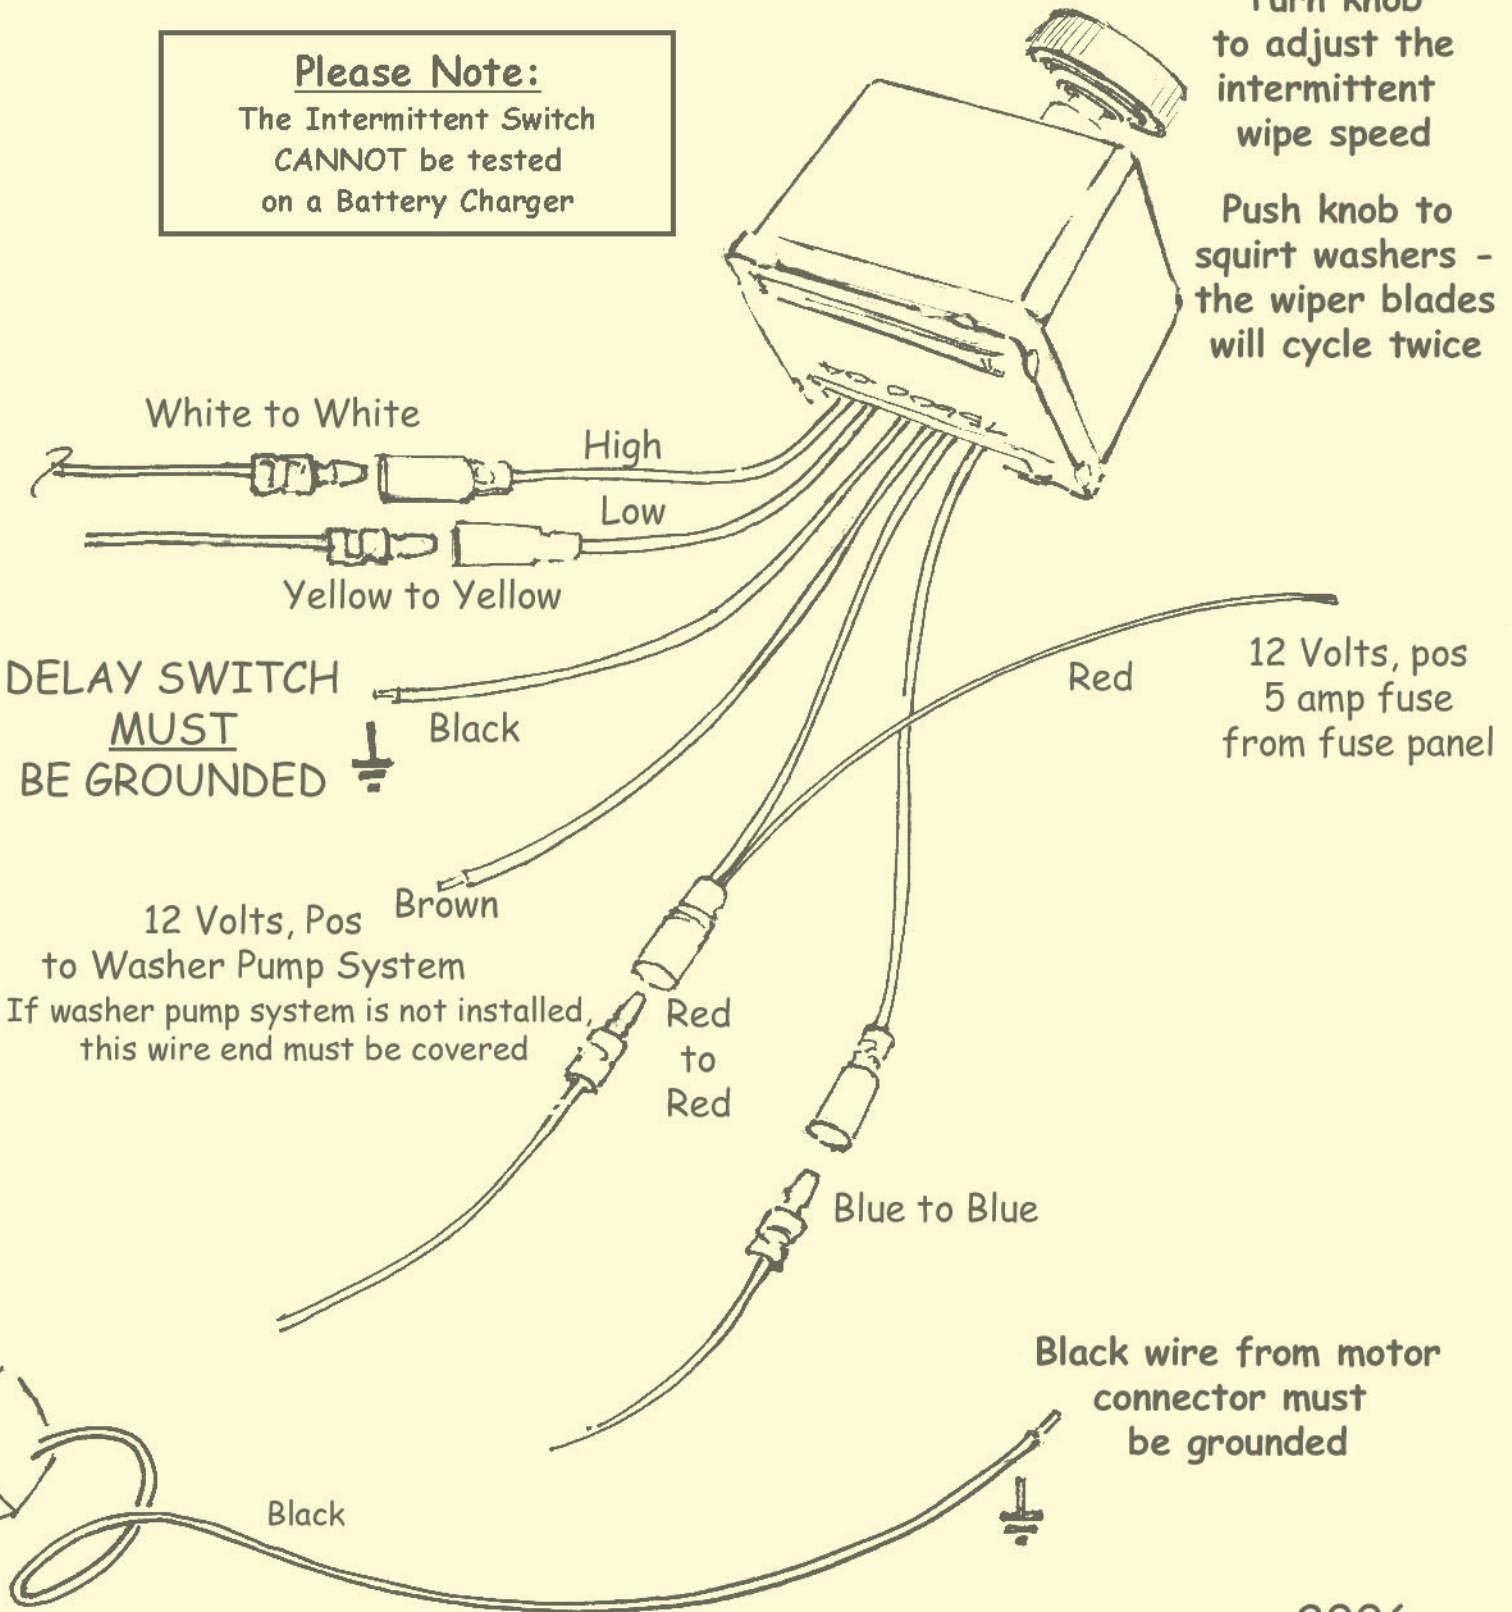 Please Note:
The Intermittent Switch
CANNOT be tested
on a Battery Charger
Turn knob
to adjust the
intermittent
wipe speed
Push knob to
squirt washers -
the wiper blades
will cycle twice
White to White
High
Low
Yellow to Yellow
DELAY SWITCH
MUST
BE GROUNDED
Black
Red
12 Volts, pos
5 amp fuse
from fuse panel
Brown
12 Volts, Pos
to Washer Pump System
If washer pump system is not installed,
this wire end must be covered
Red
to
Red
Blue to Blue
Black wire from motor
connector must
be grounded
Black